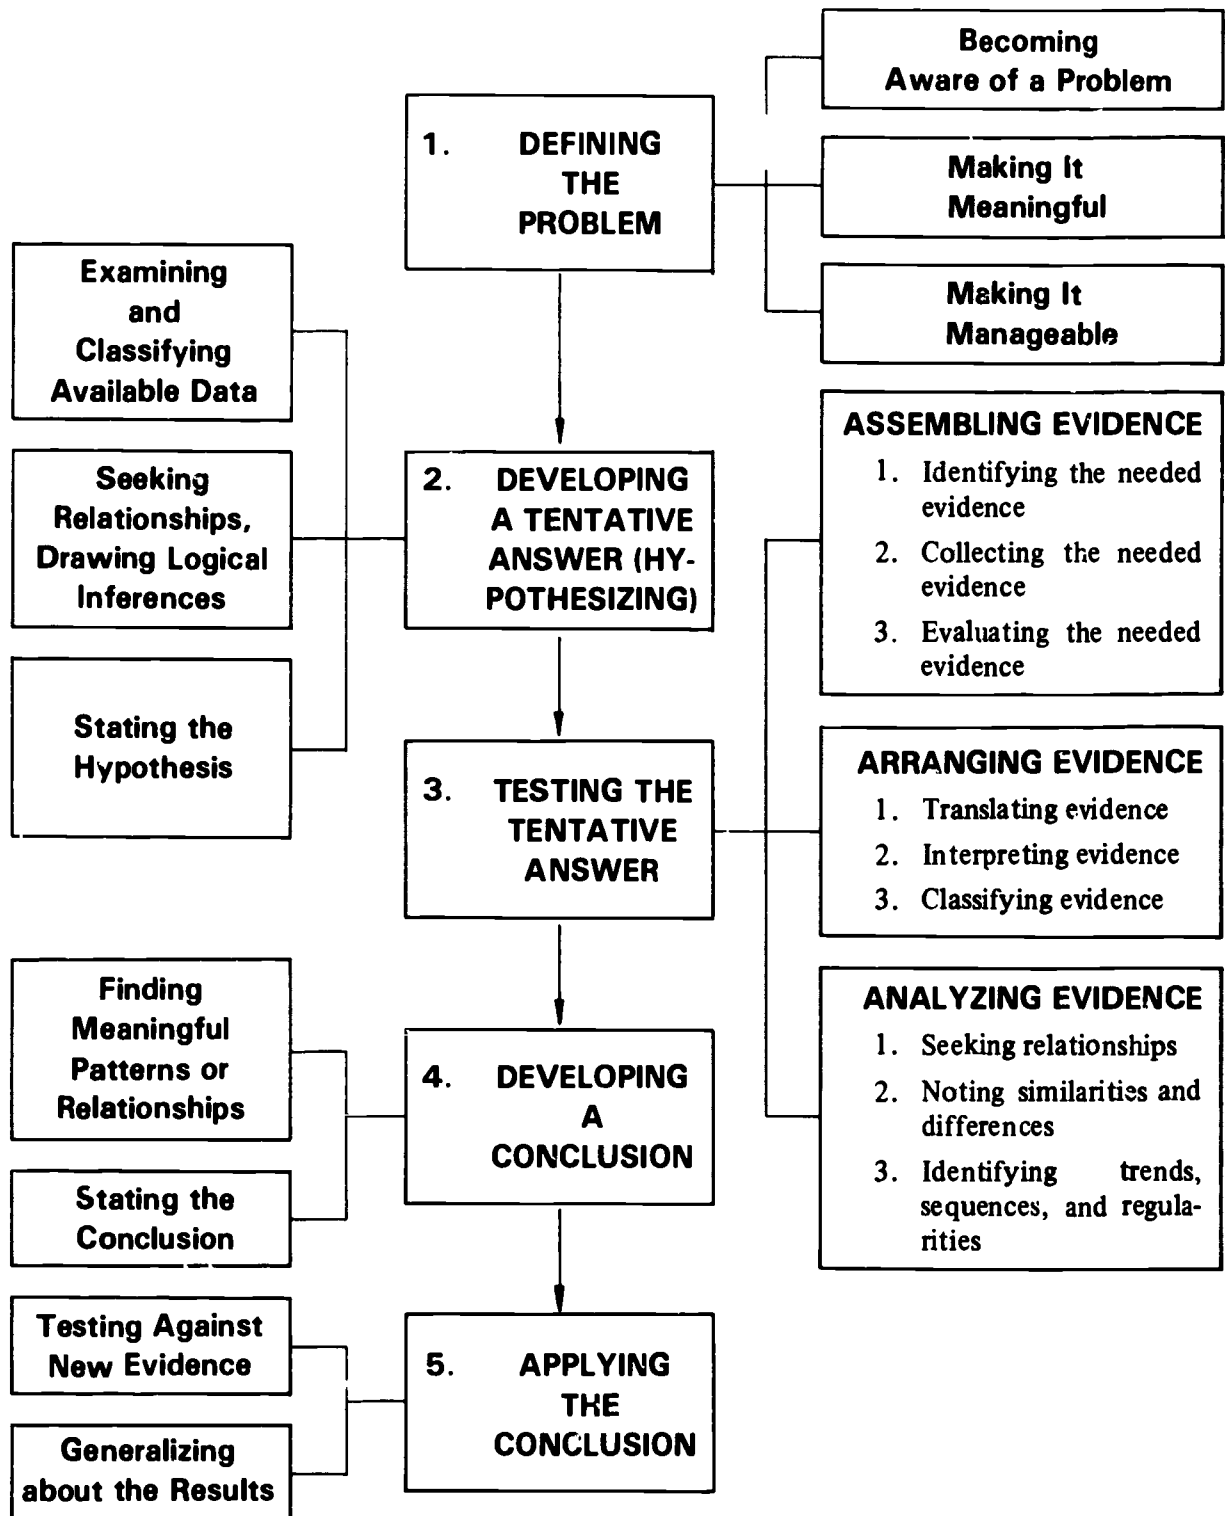 Becoming
Aware of a Problem
1. DEFINING
THE
PROBLEM
Making It
Meaningful
Making It
Manageable
Examining
and
Classifying
Available Data
Seeking
Relationships,
Drawing Logical
Inferences
Stating the
Hypothesis
2. DEVELOPING
A TENTATIVE
ANSWER (HY-
POTHESIZING)
ASSEMBLING EVIDENCE
1. Identifying the needed
evidence
2. Collecting the needed
evidence
3. Evaluating the needed
evidence
3. TESTING THE
TENTATIVE
ANSWER
ARRANGING EVIDENCE
1. Translating evidence
2. Interpreting evidence
3. Classifying evidence
ANALYZING EVIDENCE
1. Seeking relationships
2. Noting similarities and
differences
3. Identifying trends,
sequences, and regula-
rities
Finding
Meaningful
Patterns or
Relationships
Stating the
Conclusion
4. DEVELOPING
A
CONCLUSION
Testing Against
New Evidence
Generalizing
about the Results
5. APPLYING
THE
CONCLUSION